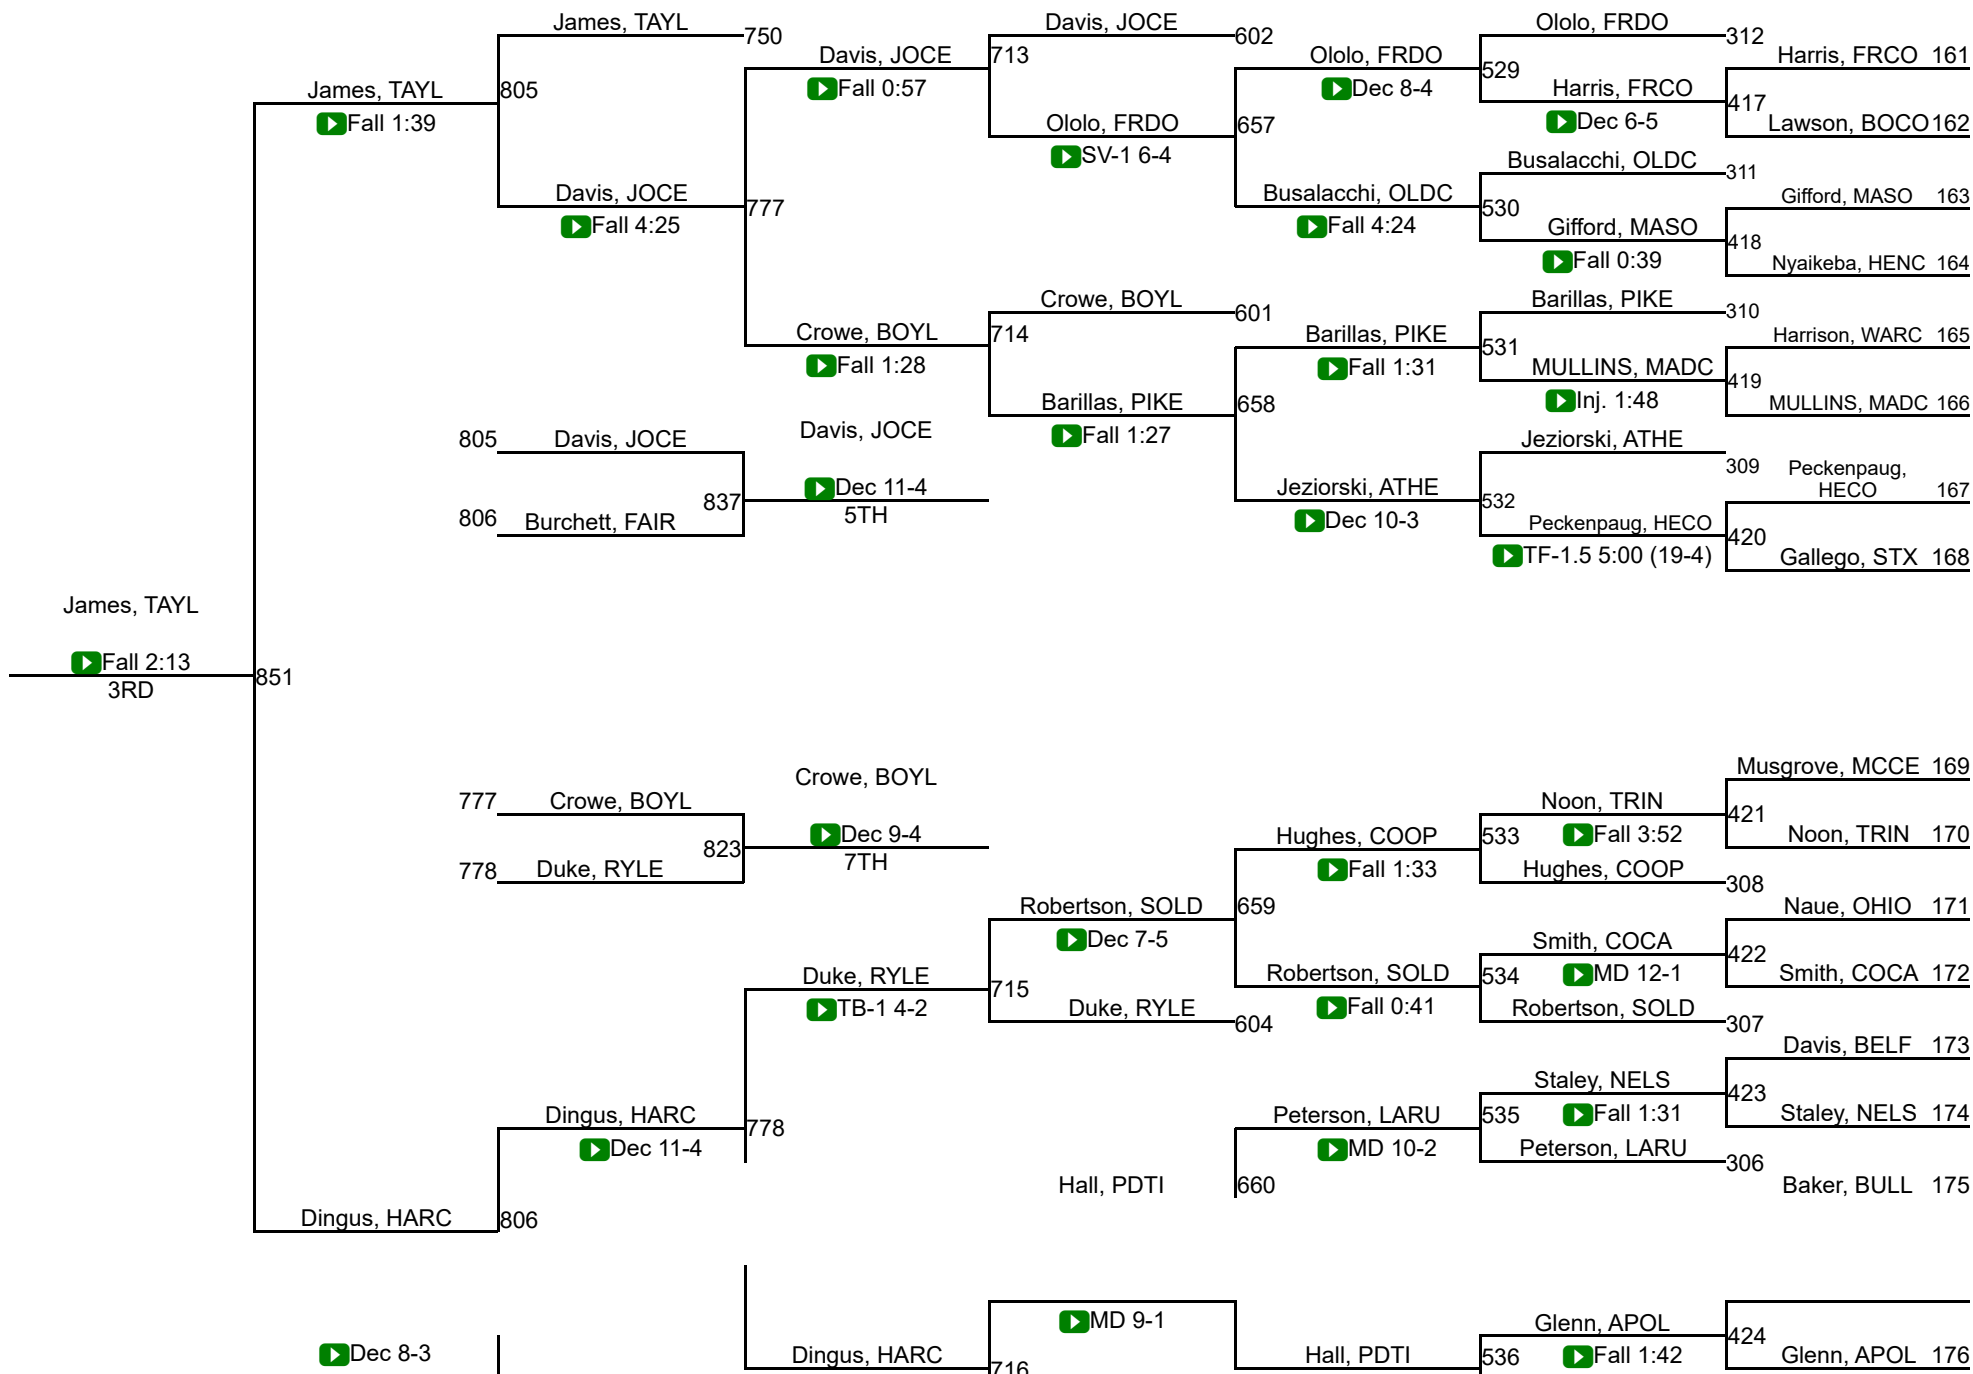 James, TAYL
750
Davis, JOCE
602
Ololo, FRDO
312
Davis, JOCE
713
Ololo, FRDO
529
Harris, FRCO 161
Fall 0:57
Dec 8-4
Harris, FRCO
417
James, TAYL
805
Fall 1:39
Ololo, FRDO
657
Dec 6-5
Lawson, BOCO 162
SV-1 6-4
Busalacchi, OLDC
311
Davis, JOCE
777
Busalacchi, OLDC
530
Gifford, MASO 163
Fall 4:25
Fall 4:24
Gifford, MASO
418
Fall 0:39
Nyaikeba, HENC 164
Crowe, BOYL
601
Barillas, PIKE
310
Crowe, BOYL
714
Barillas, PIKE
531
Harrison, WARC 165
Fall 1:28
Fall 1:31
MULLINS, MADC
419
Barillas, PIKE
658
Inj. 1:48
MULLINS, MADC 166
Fall 1:27
805
Davis, JOCE
Davis, JOCE
Jeziorski, ATHE
309
Peckenpaug,
HECO 167
837
Dec 11-4
5TH
Jeziorski, ATHE
532
Dec 10-3
806
Burchett, FAIR
Peckenpaug, HECO
420
TF-1.5 5:00 (19-4)
Gallego, STX 168
James, TAYL
Fall 2:13
3RD
851
Crowe, BOYL
Musgrove, MCCE 169
777
Crowe, BOYL
Noon, TRIN
421
823
Dec 9-4
7TH
Hughes, COOP
533
Fall 3:52
Noon, TRIN 170
778
Duke, RYLE
Fall 1:33
Hughes, COOP
308
Robertson, SOLD
659
Naue, OHIO 171
Dec 7-5
Smith, COCA
422
Duke, RYLE
715
Robertson, SOLD
534
MD 12-1
Smith, COCA 172
TB-1 4-2
Duke, RYLE
604
Fall 0:41
Robertson, SOLD
307
Davis, BELF 173
Staley, NELS
423
Dingus, HARC
778
Peterson, LARU
535
Fall 1:31
Staley, NELS 174
Dec 11-4
MD 10-2
Peterson, LARU
306
Hall, PDTI
660
Baker, BULL 175
Dingus, HARC
806
MD 9-1
Glenn, APOL
424
Dec 8-3
Dingus, HARC
716
Hall, PDTI
536
Fall 1:42
Glenn, APOL 176